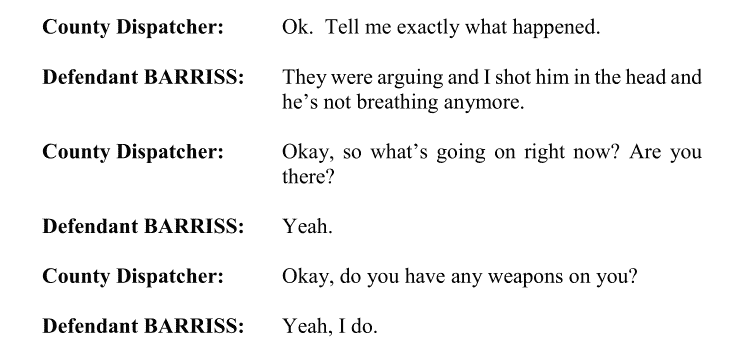 County Dispatcher: Ok. Tell me exactly what happened.
Defendant BARRISS: They were arguing and I shot him in the head and
he's not breathing anymore.
County Dispatcher: Okay, so what's going on right now? Are you
there?
Defendant BARRISS: Yeah.
County Dispatcher: Okay, do you have any weapons on you?
Defendant BARRISS: Yeah, I do.